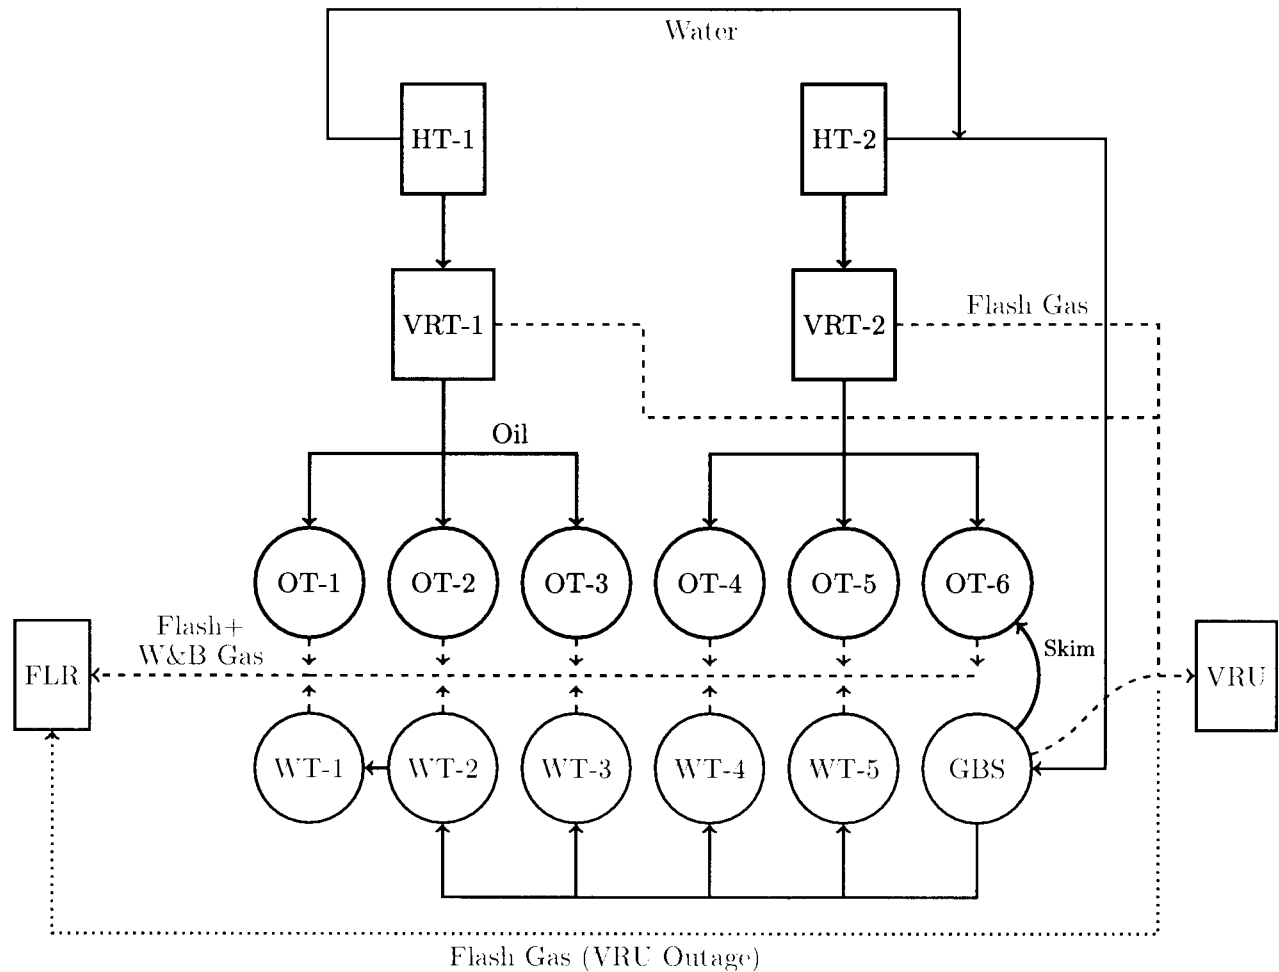 Water
HT-1
HT-2
VRT-1
VRT-2
Flash Gas
Oil
OT-1
OT-2
OT-3
OT-4
OT-5
OT-6
Flash+
W&B Gas
FLR
Skim
VRU
WT-1
WT-2
WT-3
WT-4
WT-5
GBS
Flash Gas (VRU Outage)